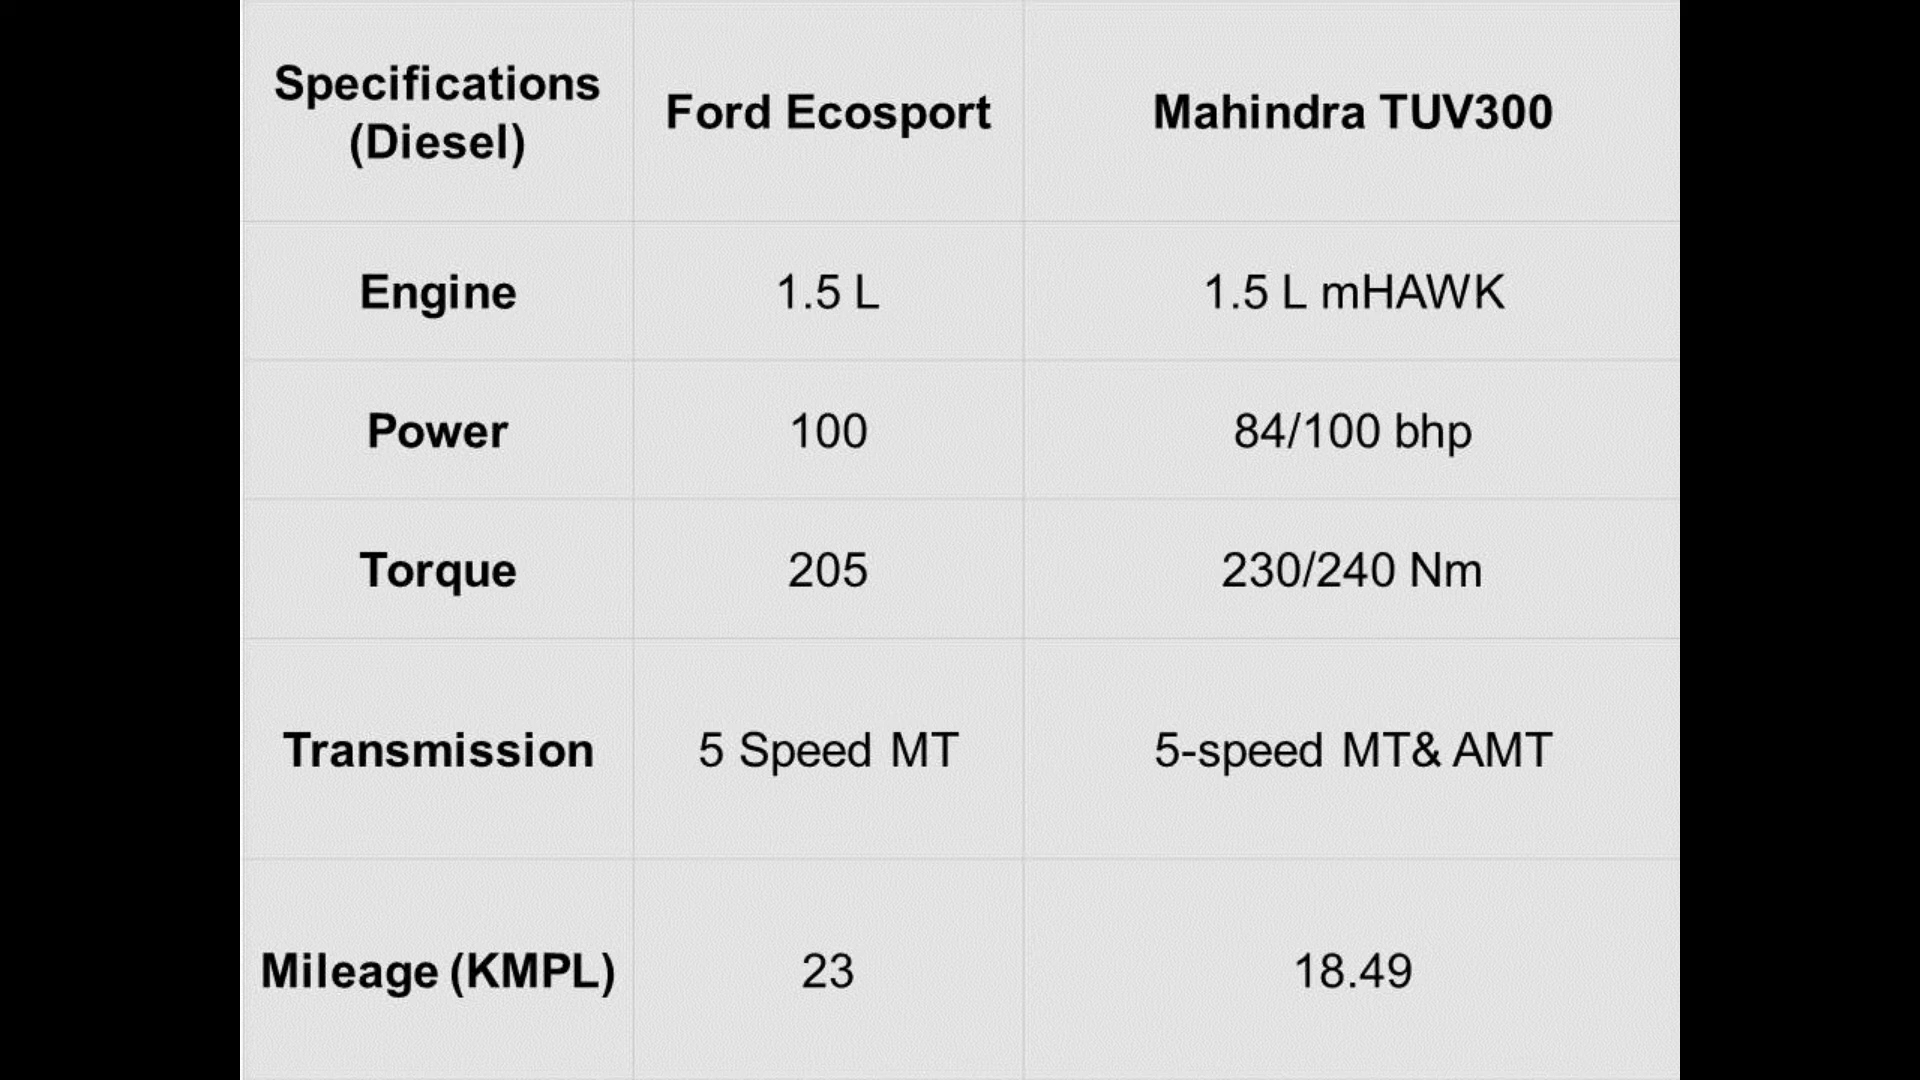 Specifications
(Diesel)
Ford Ecosport
Mahindra TUV300
Engine
1.5 L
1.5 L mHAWK
Power
100
84/100 bhp
Torque
205
230/240 Nm
Transmission
5 Speed MT
5-speed MT& AMT
Mileage (KMPL)
23
18.49